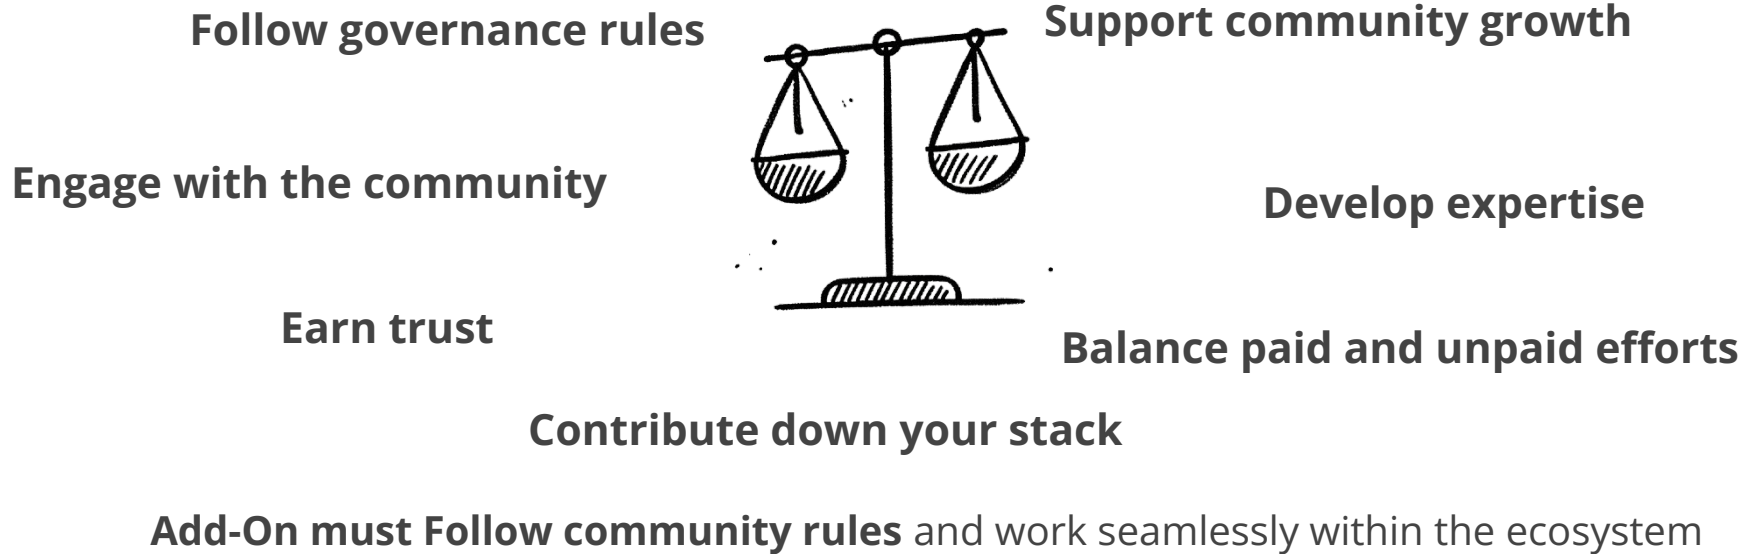 Follow governance rules
Support community growth
Engage with the community
Develop expertise
Earn trust
Balance paid and unpaid efforts
Contribute down your stack
Add-On must Follow community rules and work seamlessly within the ecosystem